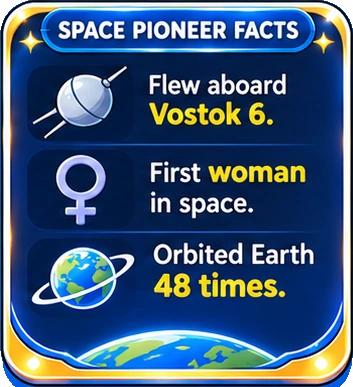 SPACE PIONEER FACTS
Flew aboard
Vostok 6.
First woman
in space.
Orbited Earth
48 times.